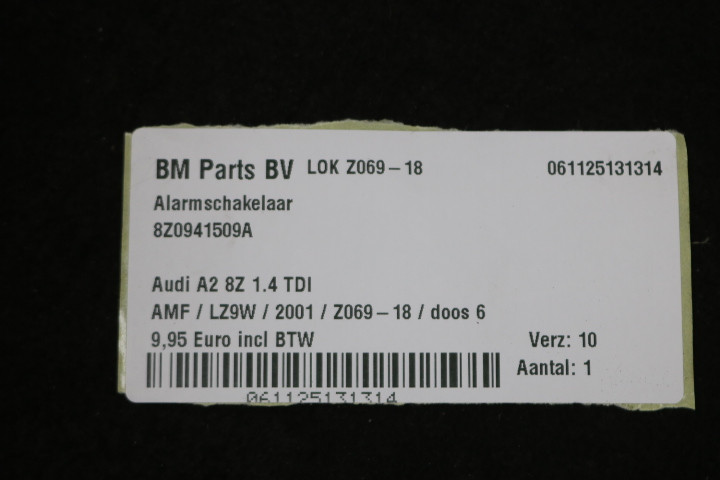 BM Parts BV LOK Z069-18 061125131314
Alarmschakelaar
8Z0941509A
Audi A2 8Z 1.4 TDI
AMF / LZ9W / 2001 / Z069-18 / doos 6
9,95 Euro incl BTW Verz: 10
Aantal: 1
061125131314